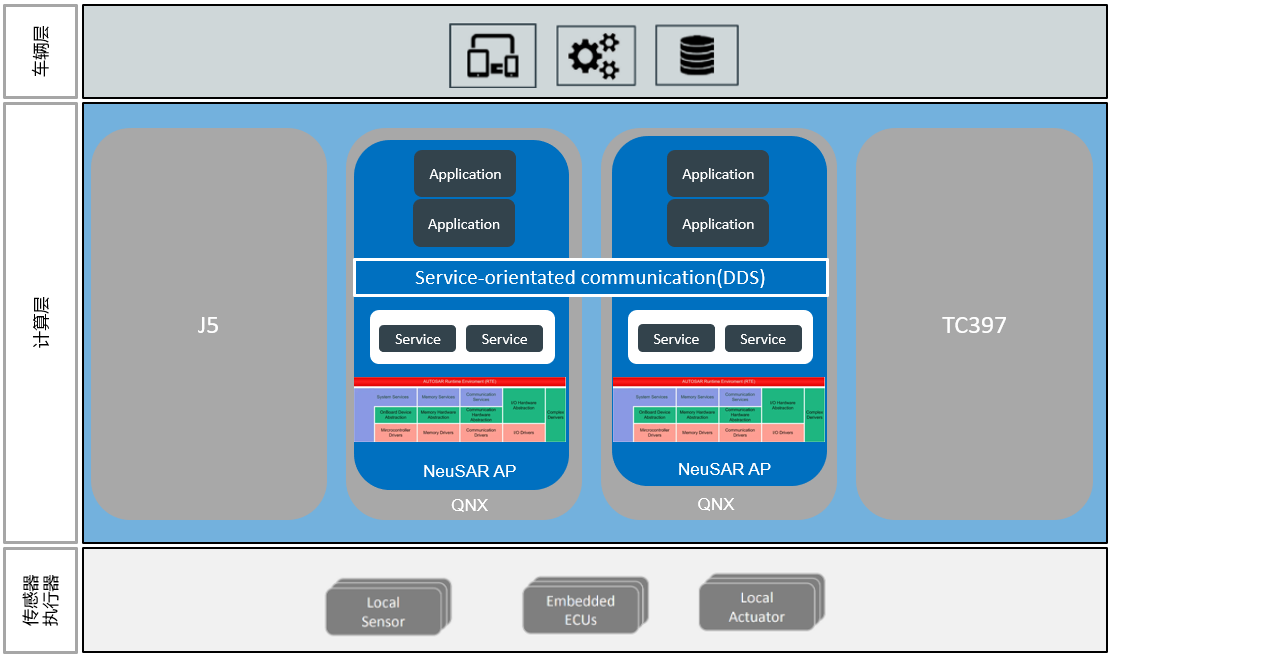 车辆层
计算层
J5
Application
Application
Application
Application
Service-orientated communication(DDS)
Service
Service
Service
Service
AUTOSAR Runtime Enviroment (RTE)
System Services
Memory Services
Communication
Services
I/O Hardware
Abstraction
Complex
OnBoard Device
Abstraction
Memory Hardware
Abstraction
Communication
Hardware
Abstraction
Microcontroller
Drivers
Memory Drivers
Communication
Drivers
I/O Drivers
NeuSAR AP
QNX
AUTOSAR Runtime Enviroment (RTE)
System Services
Memory Services
Communication
Services
I/O Hardware
Abstraction
Complex
OnBoard Device
Abstraction
Memory Hardware
Abstraction
Communication
Hardware
Abstraction
Microcontroller
Drivers
Memory Drivers
Communication
Drivers
I/O Drivers
NeuSAR AP
QNX
TC397
传感器
执行器
Local
Sensor
Embedded
ECUs
Local
Actuator